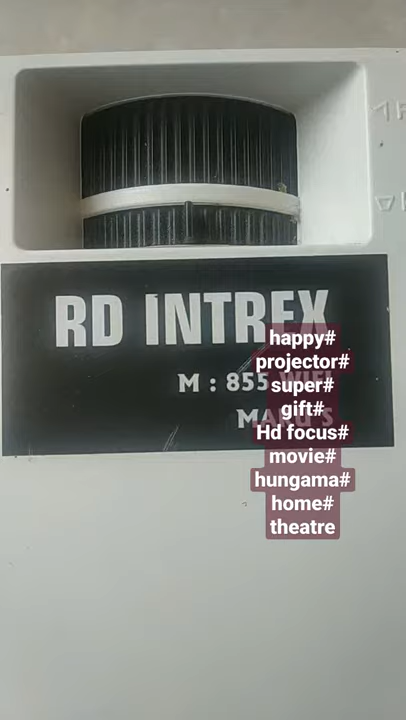 RD INTREX
M : 855
happy#
projector#
super#
gift#
Hd focus#
movie#
hungama#
home#
theatre